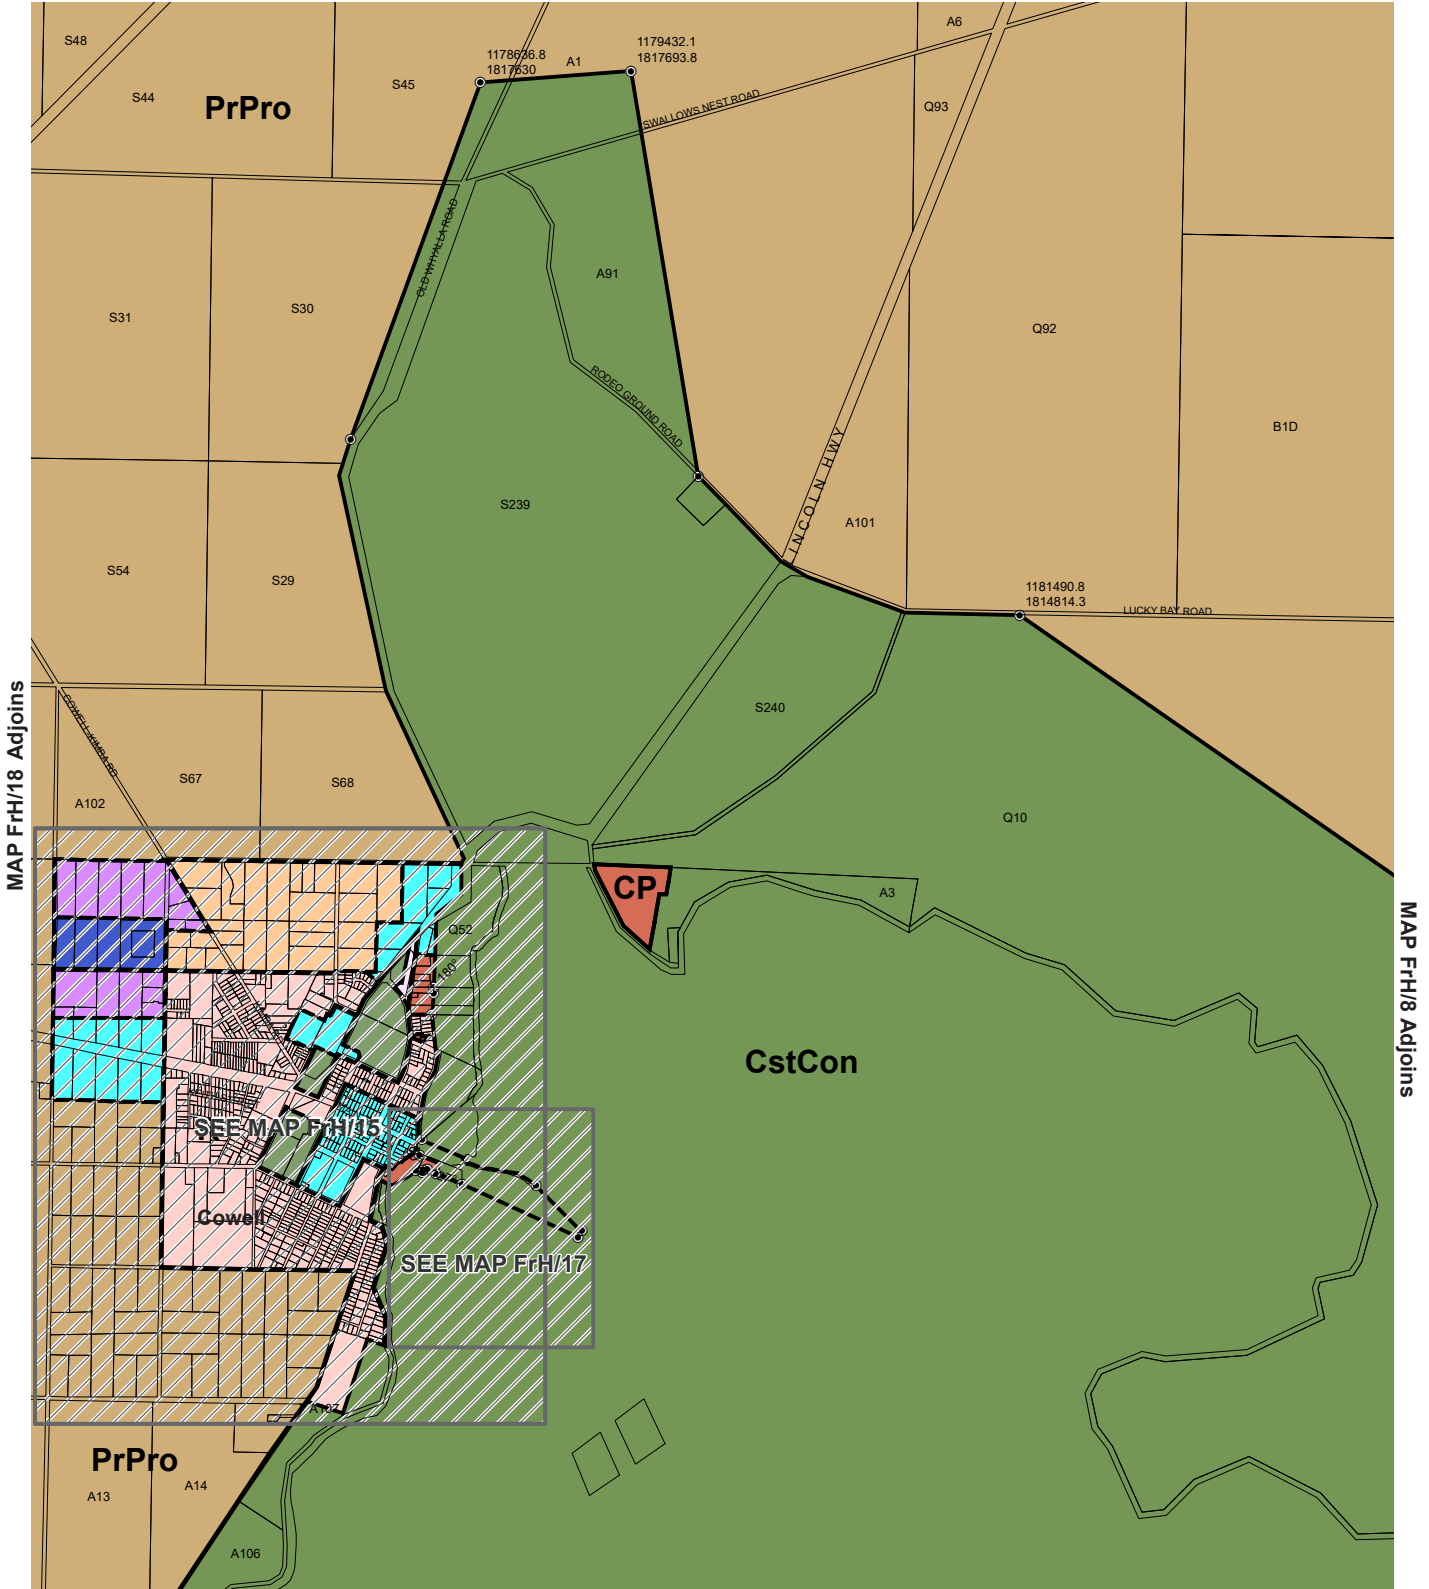 S48
A6
1179432.1
1817693.8
1178636.8
1817630
A1
S44
PrPro
S45
Q93
SWALLOWS NEST ROAD
OLD WHYALLA ROAD
A91
S31
S30
Q92
RODEO GROUND ROAD
B1D
LINCOLN HWY
S239
A101
S54
S29
1181490.8
1814814.3
LUCKY BAY ROAD
COWELL-KIMBA RD
S240
MAP FrH/18 Adjoins
S67
S68
A102
Q10
CP
A3
Q52
180°
MAP FrH/8 Adjoins
CstCon
SEE MAP FrH/15
Cowell
SEE MAP FrH/17
A107
PrPro
A14
A13
A106